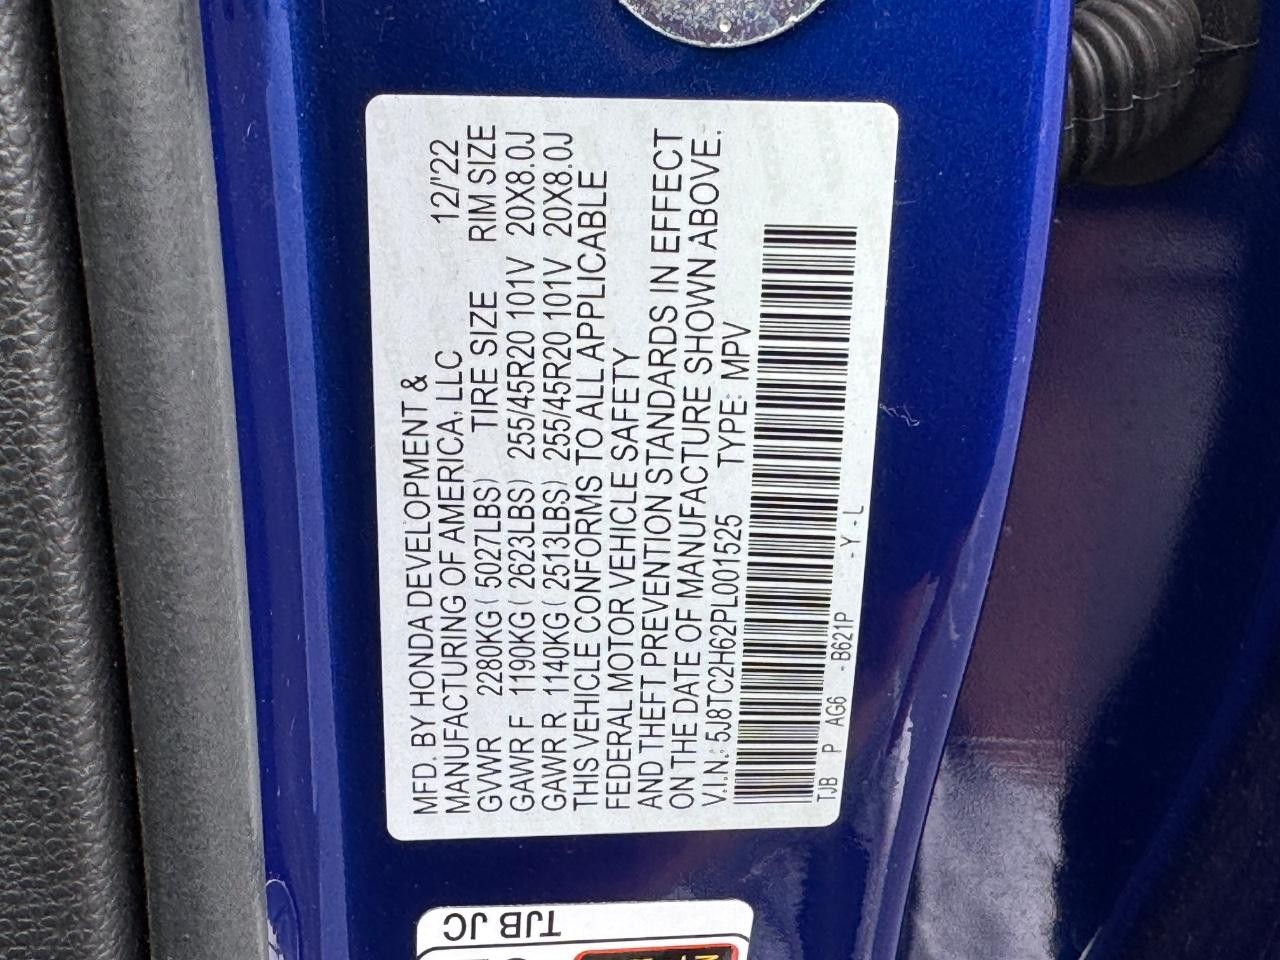 MFD. BY HONDA DEVELOPMENT &
MANUFACTURING OF AMERICA, LLC 12/'22
GVWR 2280KG ( 5027LBS) TIRE SIZE RIM SIZE
GAWR F 1190KG ( 2623LBS) 255/45R20 101V 20X8.0J
GAWR R 1140KG ( 2513LBS) 255/45R20 101V 20X8.0J
THIS VEHICLE CONFORMS TO ALL APPLICABLE
FEDERAL MOTOR VEHICLE SAFETY
AND THEFT PREVENTION STANDARDS IN EFFECT
ON THE DATE OF MANUFACTURE SHOWN ABOVE.
V.I.N.: 5J8TC2H62PL001525 TYPE: MPV
TJB P AG6 - B621P - Y - L
TJB JC